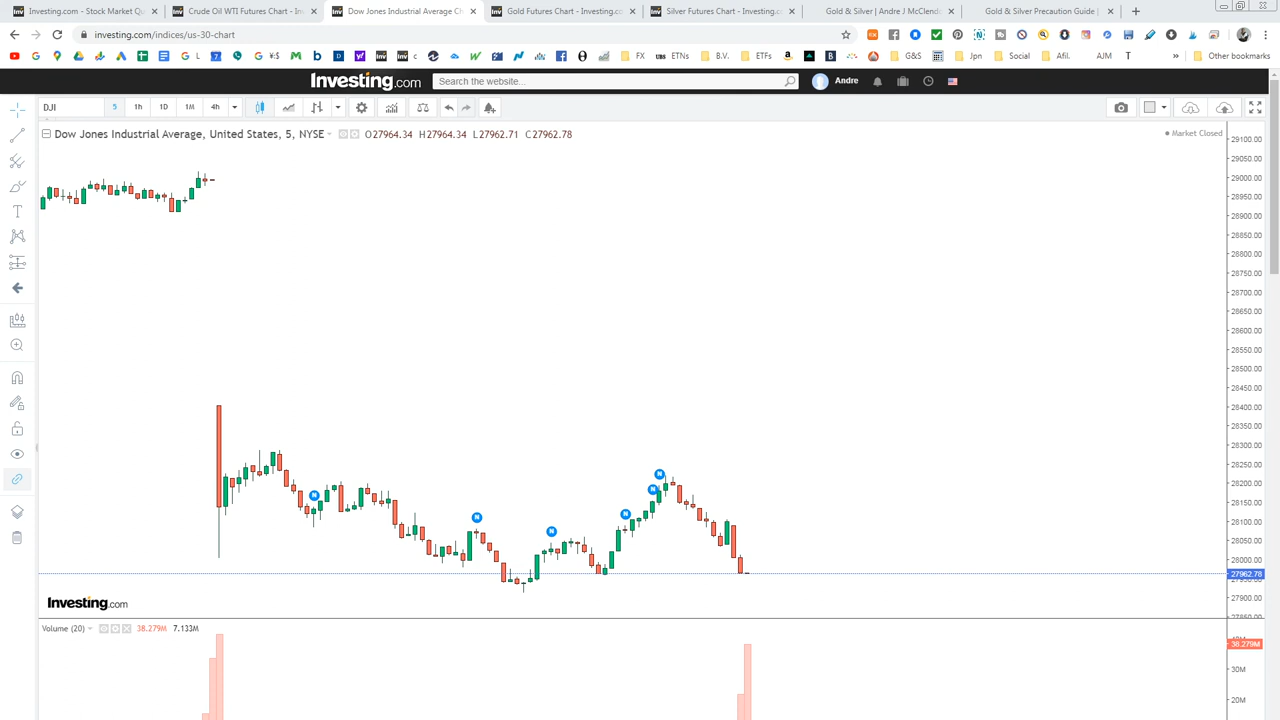 Investing.com - Stock Market Qu
Crude Oil WTI Futures Chart - Inv
Dow Jones Industrial Average Ch
Gold Futures Chart - Investing.co
Silver Futures Chart - Investing.c
Gold & Silver | Andre J McClendo
Gold & Silver Precaution Guide |
investing.com/indices/us-30-chart
G L
G ¥:$
c
FX
US ETNs
B.V.
ETFs
G&S
Jpn
Social
Afil.
AJM
T
Other bookmarks
Investing.com
Search the website...
Andre
DJI
5
1h
1D
1M
4h
Dow Jones Industrial Average, United States, 5, NYSE
O27964.34 H27964.34 L27962.71 C27962.78
Market Closed
29100.00
29050.00
29000.00
28950.00
28900.00
28850.00
28800.00
28750.00
28700.00
28650.00
28600.00
28550.00
28500.00
28450.00
28400.00
28350.00
28300.00
28250.00
28200.00
28150.00
28100.00
28050.00
28000.00
27962.78
27900.00
Investing.com
Volume (20)
38.279M
7.133M
38.279M
30M
20M